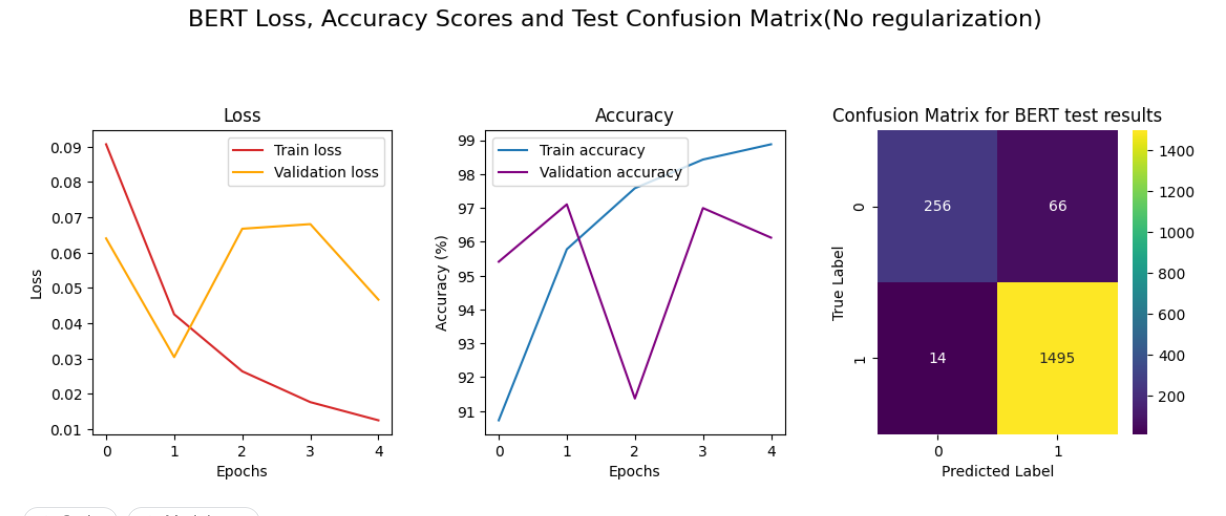 BERT Loss, Accuracy Scores and Test Confusion Matrix(No regularization)
Loss
Train loss
Validation loss
0.09
0.08
0.07
0.06
0.05
0.04
0.03
0.02
0.01
Loss
0 1 2 3 4
Epochs
Accuracy
Train accuracy
Validation accuracy
99
98
97
96
95
94
93
92
91
Accuracy (%)
0 1 2 3 4
Epochs
Confusion Matrix for BERT test results
True Label
0
256 66
1
14 1495
0 1
Predicted Label
1400
1200
1000
800
600
400
200